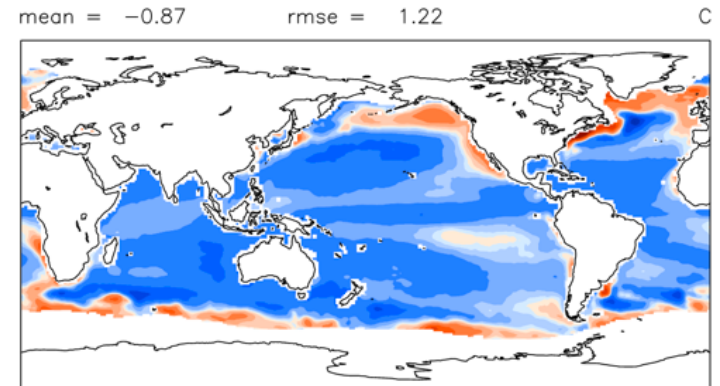 mean = −0.87 rmse = 1.22 C